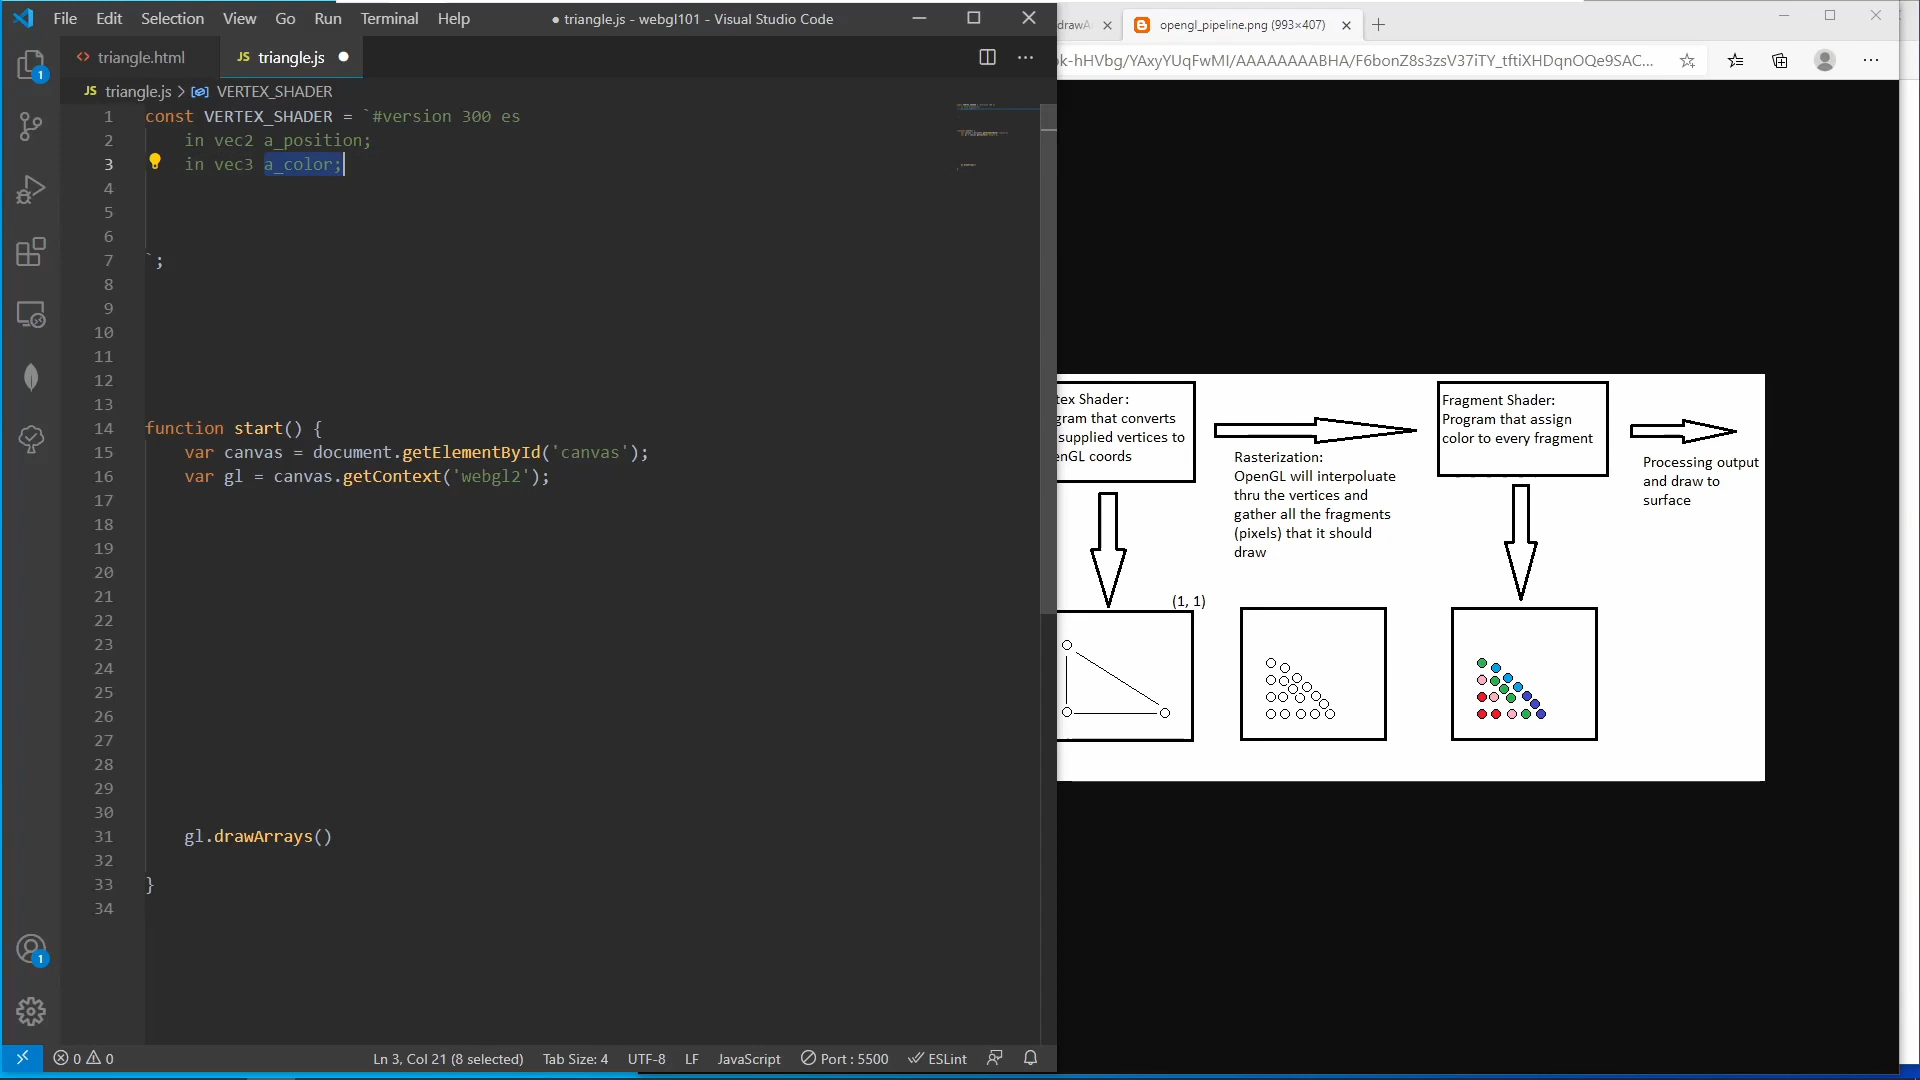 File Edit Selection View Go Run Terminal Help
● triangle.js - webgl101 - Visual Studio Code
triangle.html
JS triangle.js
JS triangle.js > VERTEX_SHADER
1 const VERTEX_SHADER = `#version 300 es
2 in vec2 a_position;
3 in vec3 a_color;
4
5
6
7 `;
8
9
10
11
12
13
14 function start() {
15 var canvas = document.getElementById('canvas');
16 var gl = canvas.getContext('webgl2');
17
18
19
20
21
22
23
24
25
26
27
28
29
30
31 gl.drawArrays()
32
33 }
34
1
1
0 0
Ln 3, Col 21 (8 selected) Tab Size: 4 UTF-8 LF JavaScript Port : 5500 ESLint
opengl_pipeline.png (993×407)
k-hHVbg/YAxyYUqFwMI/AAAAAAAABHA/F6bonZ8s3zsV37iTY_tftiXHDqnOQe9SAC...
tex Shader:
gram that converts
supplied vertices to
enGL coords
Rasterization:
OpenGL will interpoluate
thru the vertices and
gather all the fragments
(pixels) that it should
draw
Fragment Shader:
Program that assign
color to every fragment
Processing output
and draw to
surface
(1, 1)